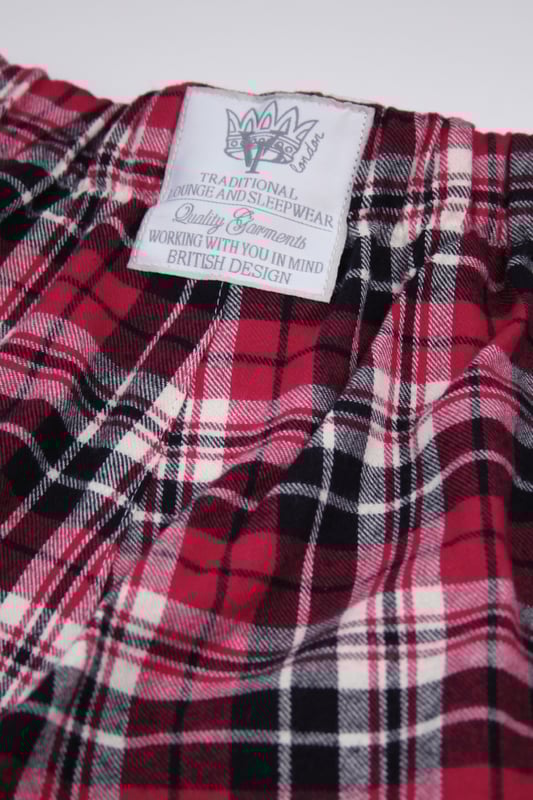 london
TRADITIONAL
LOUNGE AND SLEEPWEAR
Quality Garments
WORKING WITH YOU IN MIND
BRITISH DESIGN